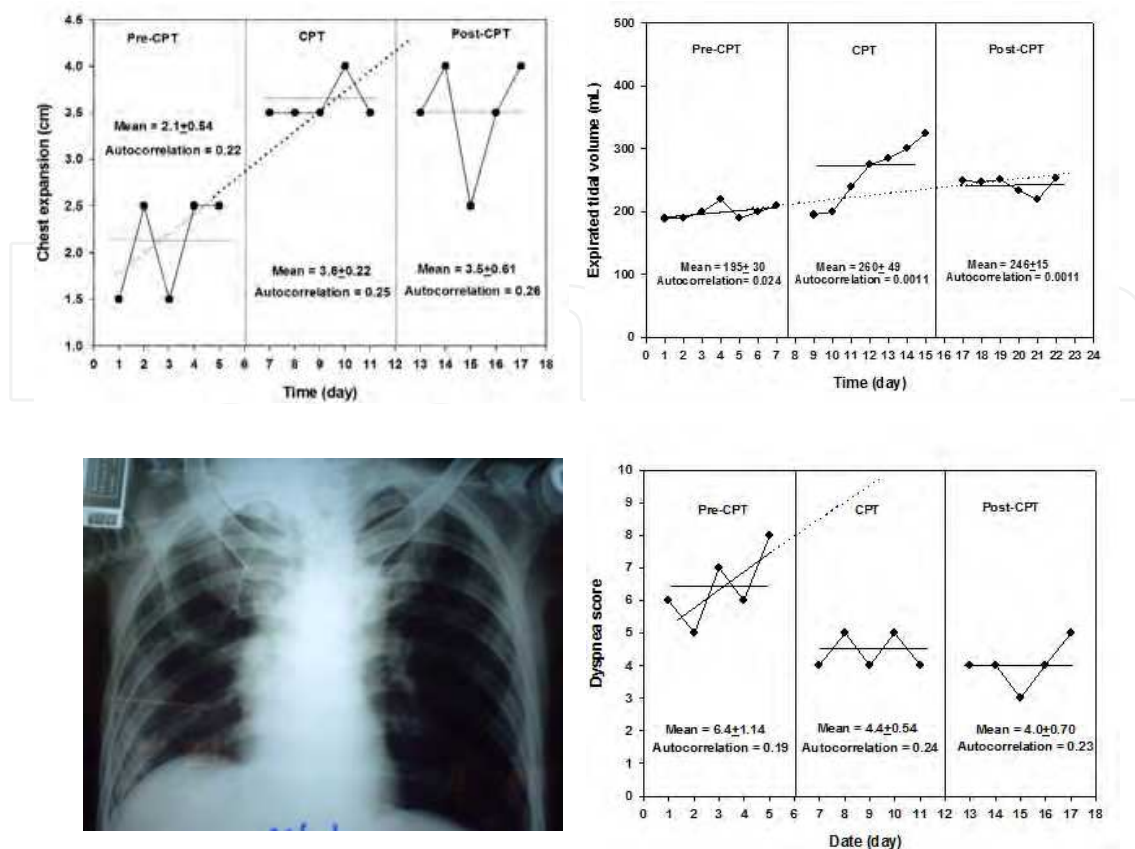 4.5
4.0
3.5
3.0
2.5
2.0
1.5
1.0
Chest expansion (cm)
Pre-CPT
CPT
Post-CPT
Mean = 2.1±0.54
Autocorrelation = 0.22
Mean = 3.6±0.22
Autocorrelation = 0.25
Mean = 3.5±0.61
Autocorrelation = 0.26
0 1 2 3 4 5 6 7 8 9 10 11 12 13 14 15 16 17 18
Time (day)
500
400
300
200
100
0
Expirated tidal volume (mL)
Pre-CPT
CPT
Post-CPT
Mean = 195± 30
Autocorrelation= 0.024
Mean = 260± 49
Autocorrelation = 0.0011
Mean = 246±15
Autocorrelation = 0.0011
0 1 2 3 4 5 6 7 8 9 10 11 12 13 14 15 16 17 18 19 20 21 22 23 24
Time (day)
10
9
8
7
6
5
4
3
2
1
0
Dyspnea score
Pre-CPT
CPT
Post-CPT
Mean = 6.4±1.14
Autocorrelation = 0.19
Mean = 4.4±0.54
Autocorrelation = 0.24
Mean = 4.0±0.70
Autocorrelation = 0.23
0 1 2 3 4 5 6 7 8 9 10 11 12 13 14 15 16 17 18
Date (day)